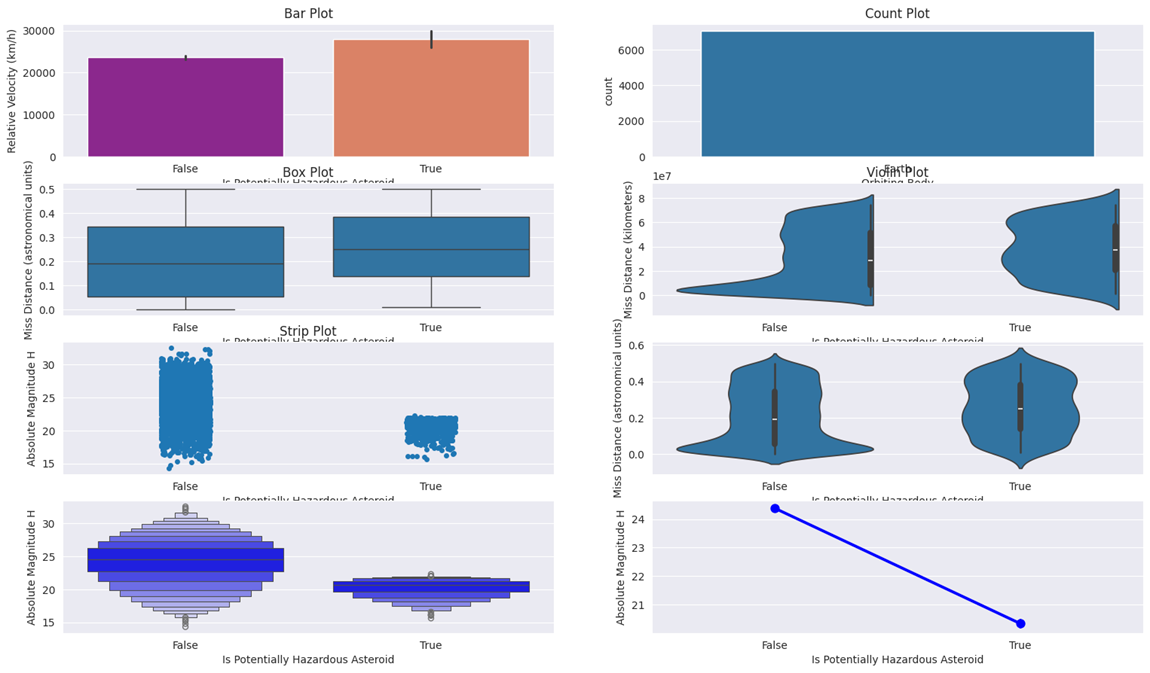 Bar Plot
Relative Velocity (km/h)
30000
20000
10000
0
False
True
Is Potentially Hazardous Asteroid
Count Plot
count
6000
4000
2000
0
Earth
Orbiting Body
Box Plot
Miss Distance (astronomical units)
0.5
0.4
0.3
0.2
0.1
0.0
False
True
Is Potentially Hazardous Asteroid
Violin Plot
1e7
Miss Distance (kilometers)
8
6
4
2
0
False
True
Is Potentially Hazardous Asteroid
Strip Plot
Absolute Magnitude H
30
25
20
15
False
True
Is Potentially Hazardous Asteroid
Miss Distance (astronomical units)
0.6
0.4
0.2
0.0
False
True
Is Potentially Hazardous Asteroid
Absolute Magnitude H
30
25
20
15
False
True
Is Potentially Hazardous Asteroid
Absolute Magnitude H
24
23
22
21
False
True
Is Potentially Hazardous Asteroid